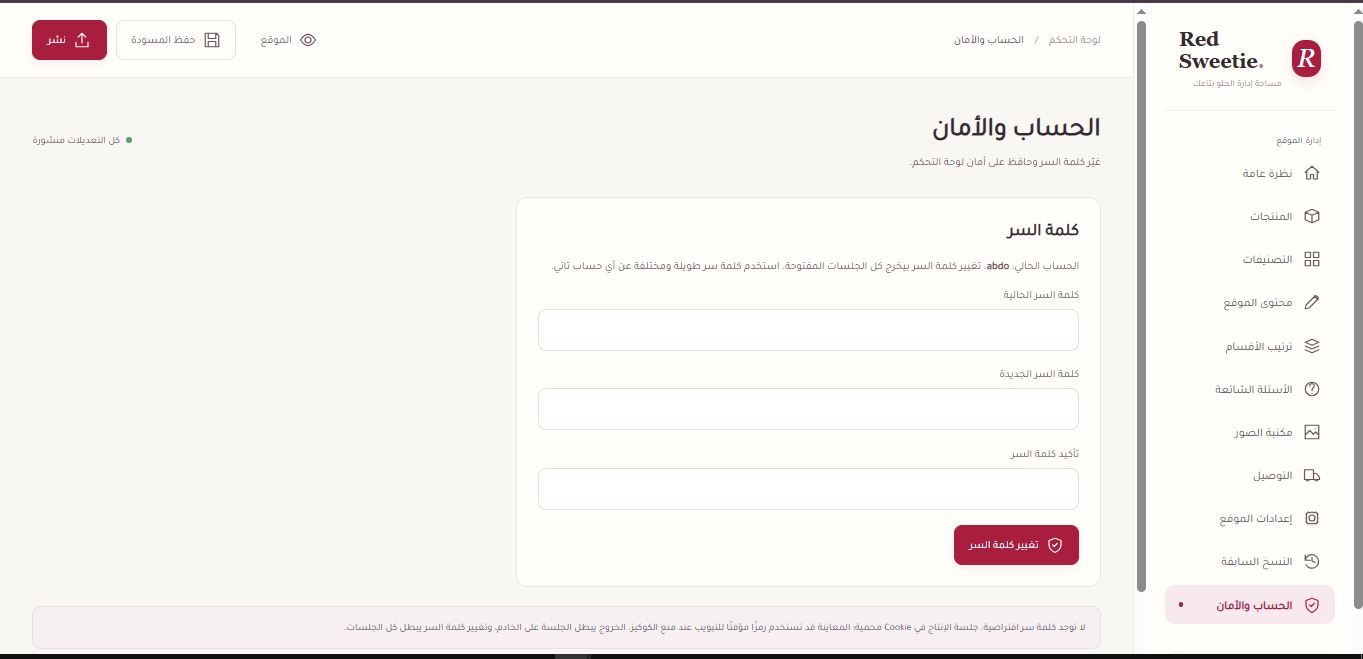 Red
Sweetie.
R
مساحة إدارة الحلو بتاعك
إدارة الموقع
نظرة عامة
المنتجات
التصنيفات
محتوى الموقع
ترتيب الأقسام
الأسئلة الشائعة
مكتبة الصور
التوصيل
إعدادات الموقع
النسخ السابقة
الحساب والأمان
لوحة التحكم / الحساب والأمان
الموقع
حفظ المسودة
نشر
الحساب والأمان
غيّر كلمة السر وحافظ على أمان لوحة التحكم.
كل التعديلات منشورة
كلمة السر
الحساب الحالي: abdo. تغيير كلمة السر بيخرج كل الجلسات المفتوحة. استخدم كلمة سر طويلة ومختلفة عن أي حساب تاني.
كلمة السر الحالية
كلمة السر الجديدة
تأكيد كلمة السر
تغيير كلمة السر
لا توجد كلمة سر افتراضية. جلسة الإنتاج في Cookie محمية؛ المعاينة قد تستخدم رمزًا مؤقتًا للتبويب عند منع الكوكيز. الخروج يبطل الجلسة على الخادم، وتغيير كلمة السر يبطل كل الجلسات.